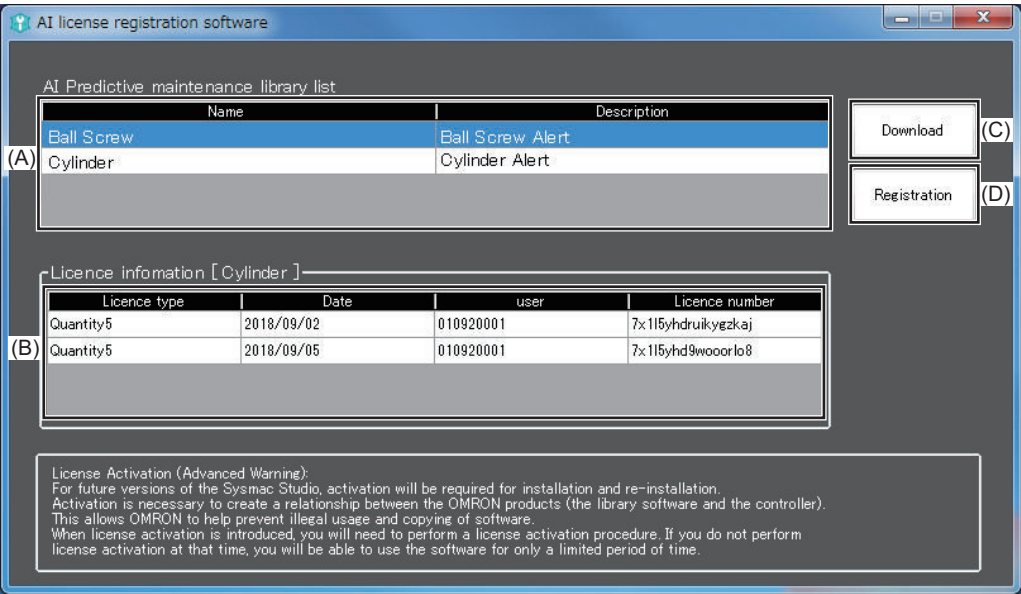 AI license registration software
AI Predictive maintenance library list
Name Description
Ball Screw Ball Screw Alert
Cylinder Cylinder Alert
(A)
Download (C)
Registration (D)
Licence infomation [ Cylinder ]
Licence type Date user Licence number
Quantity5 2018/09/02 010920001 7x1l5yhdruikygzkaj
Quantity5 2018/09/05 010920001 7x1l5yhd9wooorlo8
(B)
License Activation (Advanced Warning):
For future versions of the Sysmac Studio, activation will be required for installation and re-installation.
Activation is necessary to create a relationship between the OMRON products (the library software and the controller).
This allows OMRON to help prevent illegal usage and copying of software.
When license activation is introduced, you will need to perform a license activation procedure. If you do not perform
license activation at that time, you will be able to use the software for only a limited period of time.